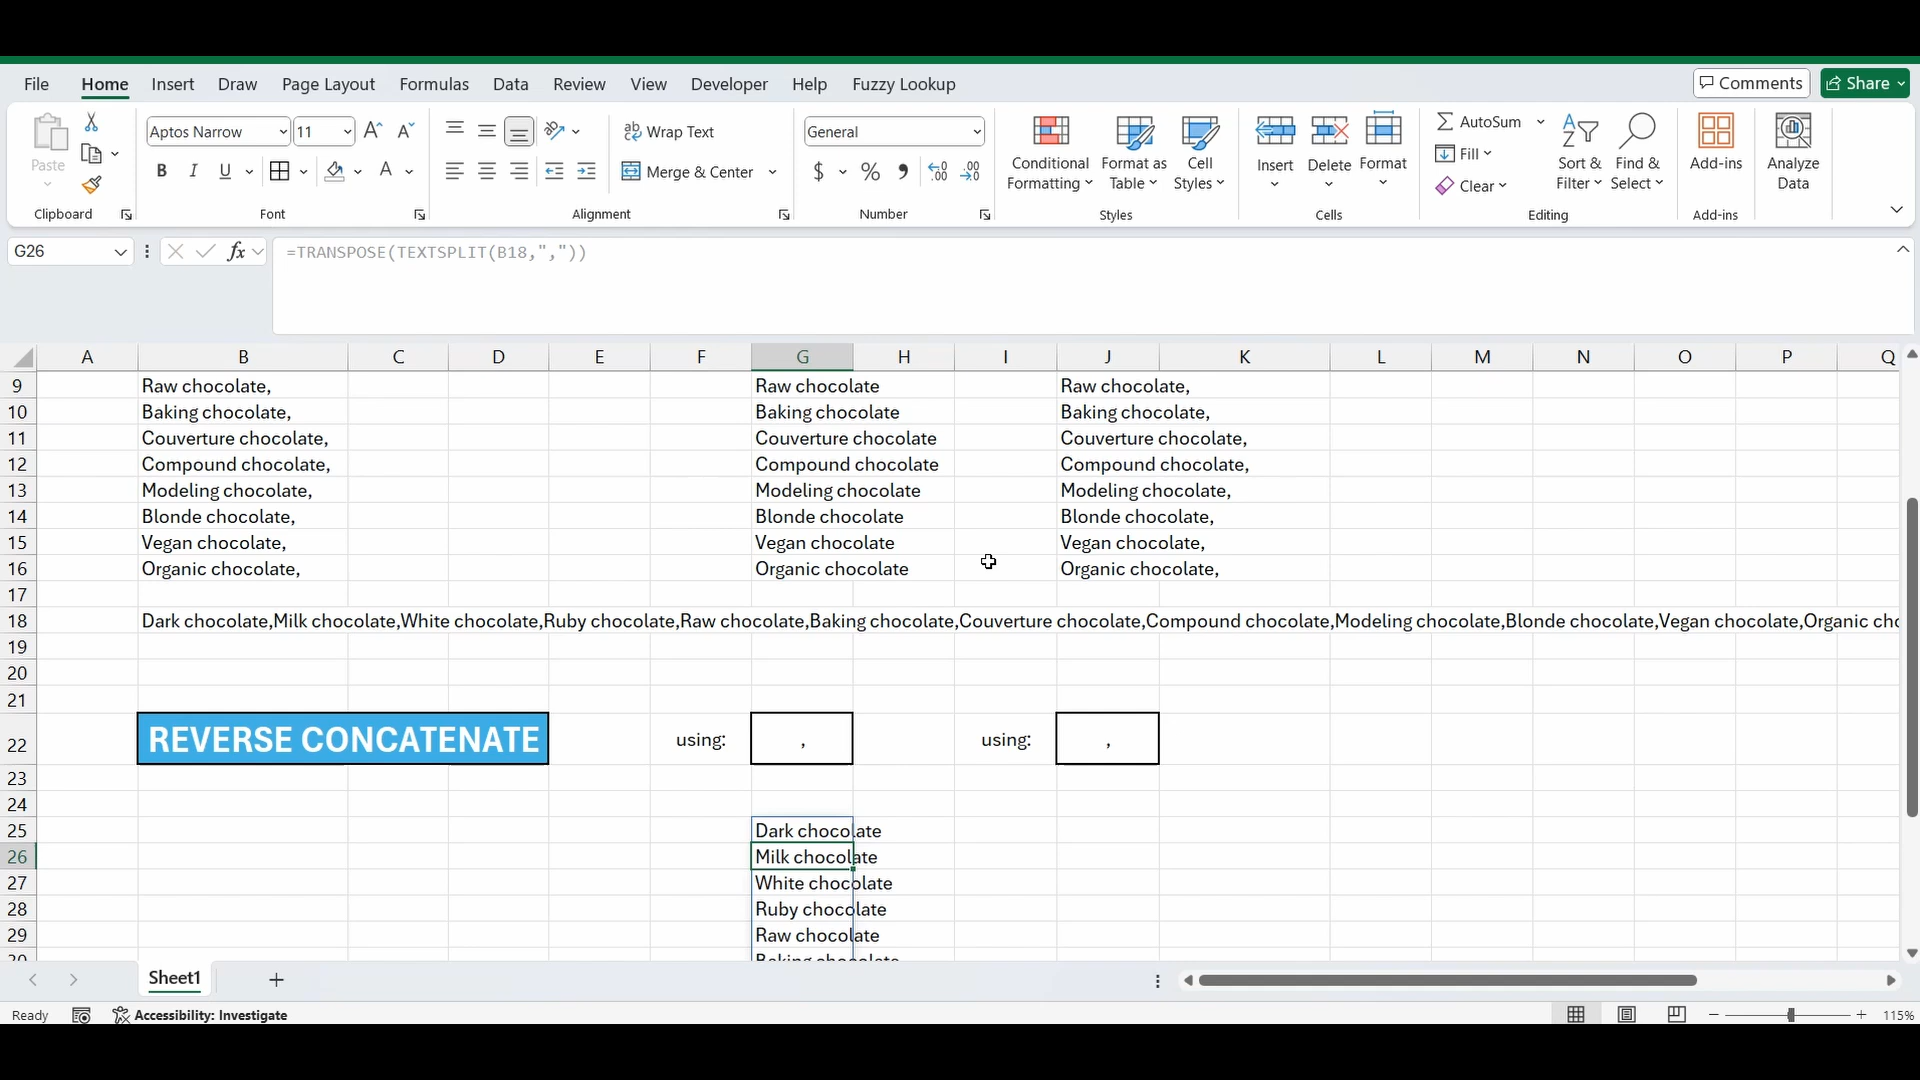 File Home Insert Draw Page Layout Formulas Data Review View Developer Help Fuzzy Lookup Comments Share
Aptos Narrow 11 A A ab Wrap Text General AutoSum
Paste Conditional Format as Cell Insert Delete Format Fill Sort & Find & Add-ins Analyze
B I U A Merge & Center $ % , Formatting Table Styles Clear Filter Select Data
Clipboard Font Alignment Number Styles Cells Editing Add-ins
G26 fx =TRANSPOSE(TEXTSPLIT(B18,","))
A B C D E F G H I J K L M N O P Q
9 Raw chocolate, Raw chocolate Raw chocolate,
10 Baking chocolate, Baking chocolate Baking chocolate,
11 Couverture chocolate, Couverture chocolate Couverture chocolate,
12 Compound chocolate, Compound chocolate Compound chocolate,
13 Modeling chocolate, Modeling chocolate Modeling chocolate,
14 Blonde chocolate, Blonde chocolate Blonde chocolate,
15 Vegan chocolate, Vegan chocolate Vegan chocolate,
16 Organic chocolate, Organic chocolate Organic chocolate,
17
18 Dark chocolate,Milk chocolate,White chocolate,Ruby chocolate,Raw chocolate,Baking chocolate,Couverture chocolate,Compound chocolate,Modeling chocolate,Blonde chocolate,Vegan chocolate,Organic cho
19
20
21
22 REVERSE CONCATENATE using: , using: ,
23
24
25 Dark chocolate
26 Milk chocolate
27 White chocolate
28 Ruby chocolate
29 Raw chocolate
30 Baking chocolate
Sheet1
Ready Accessibility: Investigate 115%